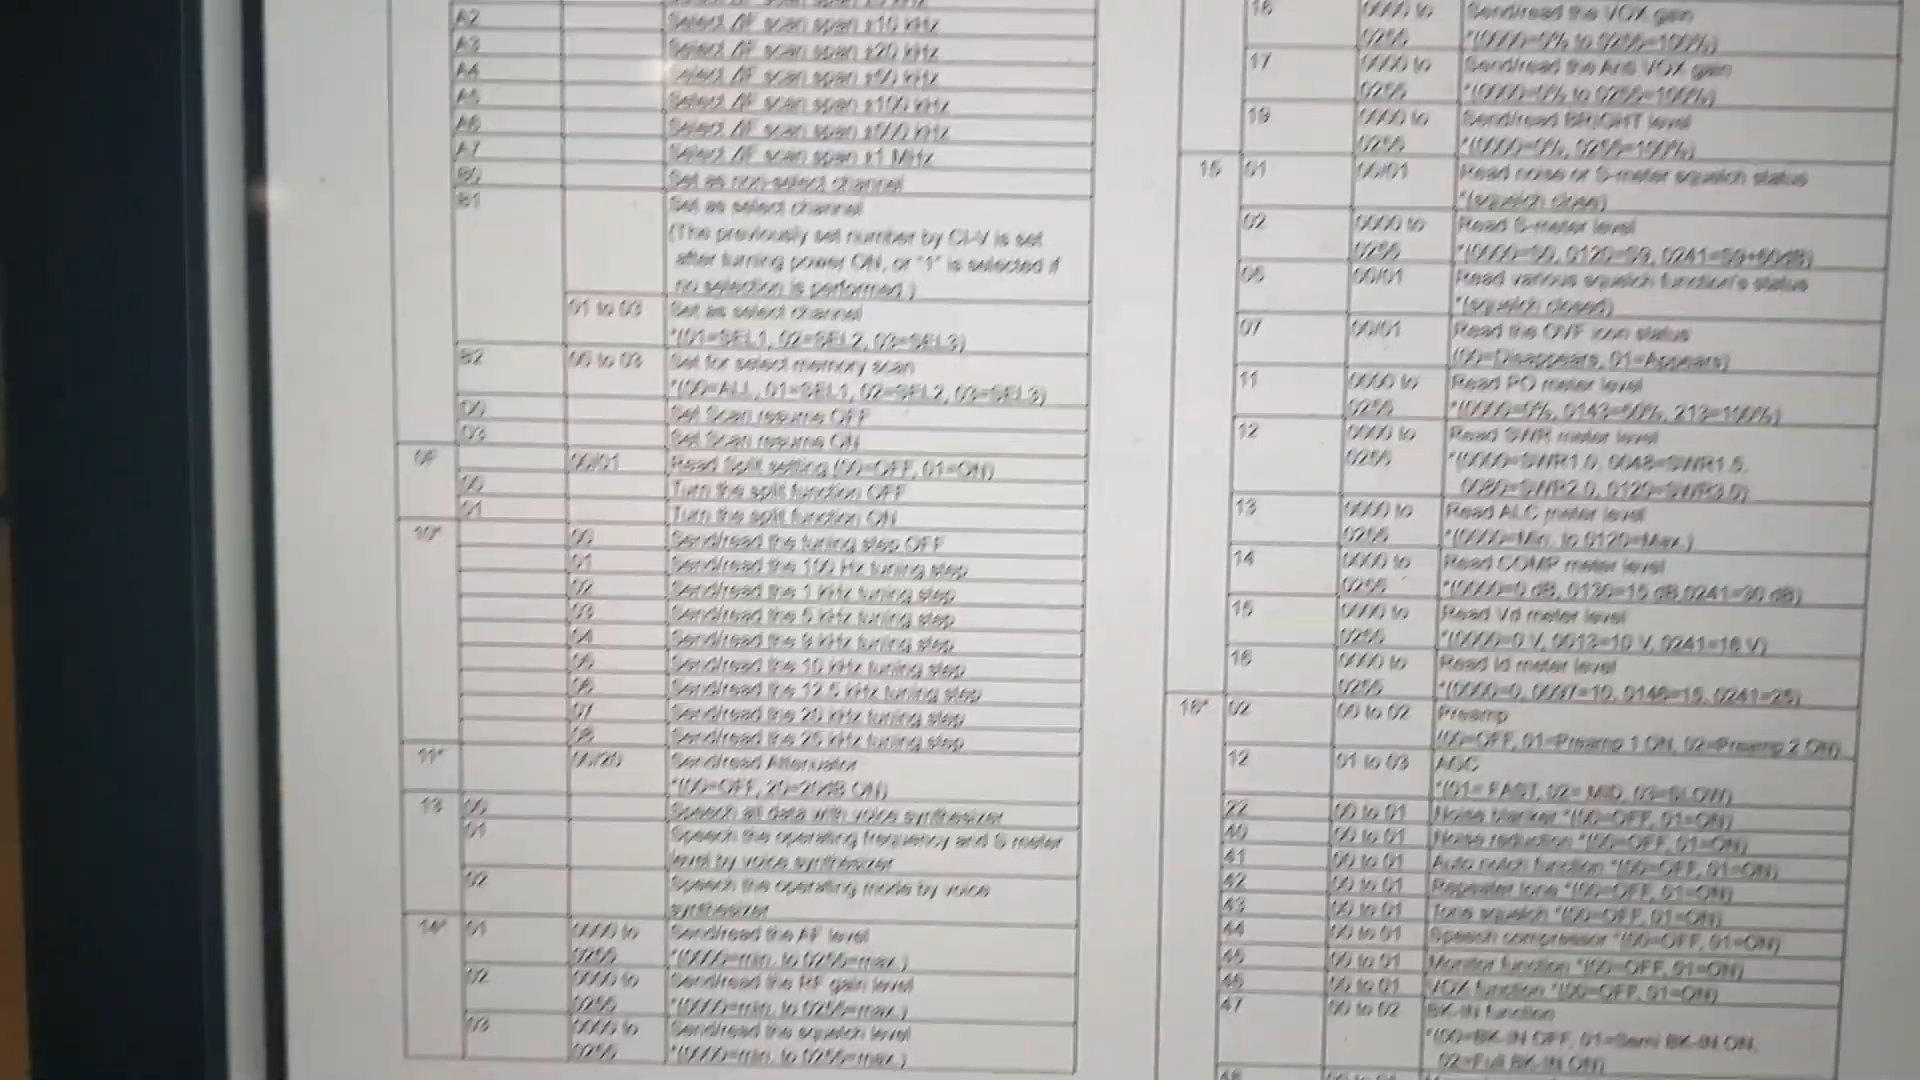 A2 Select ΔF scan span ±10 kHz
A3 Select ΔF scan span ±20 kHz
A4 Select ΔF scan span ±50 kHz
A5 Select ΔF scan span ±100 kHz
A6 Select ΔF scan span ±500 kHz
A7 Select ΔF scan span ±1 MHz
B0 Set as non-select channel
B1 Set as select channel
(The previously set number by CI-V is set
after turning power ON, or "1" is selected if
no selection is performed.)
01 to 03 Set as select channel
*(01=SEL1, 02=SEL2, 03=SEL3)
B2 00 to 03 Set for select memory scan
*(00=ALL, 01=SEL1, 02=SEL2, 03=SEL3)
D0 Set Scan resume OFF
D3 Set Scan resume ON
0F 00/01 Read Split setting (00=OFF, 01=ON)
00 Turn the split function OFF
01 Turn the split function ON
10* 00 Send/read the tuning step OFF
01 Send/read the 100 Hz tuning step
02 Send/read the 1 kHz tuning step
03 Send/read the 5 kHz tuning step
04 Send/read the 9 kHz tuning step
05 Send/read the 10 kHz tuning step
06 Send/read the 12.5 kHz tuning step
07 Send/read the 20 kHz tuning step
08 Send/read the 25 kHz tuning step
11* 00/20 Send/read Attenuator
*(00=OFF, 20=20dB ON)
13 00 Speech all data with voice synthesizer
01 Speech the operating frequency and S meter
level by voice synthesizer
02 Speech the operating mode by voice
synthesizer
14* 01 0000 to Send/read the AF level
0255 *(0000=min. to 0255=max.)
02 0000 to Send/read the RF gain level
0255 *(0000=min. to 0255=max.)
03 0000 to Send/read the squelch level
0255 *(0000=min. to 0255=max.)
16 0000 to Send/read the VOX gain
0255 *(0000=0% to 0255=100%)
17 0000 to Send/read the Anti VOX gain
0255 *(0000=0% to 0255=100%)
19 0000 to Send/read BRIGHT level
0255 *(0000=0%, 0255=100%)
15 01 00/01 Read noise or S-meter squelch status
*(squelch close)
02 0000 to Read S-meter level
0255 *(0000=S0, 0120=S9, 0241=S9+60dB)
05 00/01 Read various squelch function's status
*(squelch closed)
07 00/01 Read the OVF icon status
(00=Disappears, 01=Appears)
11 0000 to Read PO meter level
0255 *(0000=0%, 0143=50%, 213=100%)
12 0000 to Read SWR meter level
0255 *(0000=SWR1.0, 0048=SWR1.5,
0080=SWR2.0, 0120=SWR3.0)
13 0000 to Read ALC meter level
0255 *(0000=Min. to 0120=Max.)
14 0000 to Read COMP meter level
0255 *(0000=0 dB, 0130=15 dB,0241=30 dB)
15 0000 to Read Vd meter level
0255 *(0000=0 V, 0013=10 V, 0241=16 V)
16 0000 to Read Id meter level
0255 *(0000=0, 0097=10, 0146=15, 0241=25)
16* 02 00 to 02 Preamp
(00=OFF, 01=Preamp 1 ON, 02=Preamp 2 ON)
12 01 to 03 AGC
*(01= FAST, 02= MID, 03=SLOW)
22 00 to 01 Noise blanker *(00=OFF, 01=ON)
40 00 to 01 Noise reduction *(00=OFF, 01=ON)
41 00 to 01 Auto notch function *(00=OFF, 01=ON)
42 00 to 01 Repeater tone *(00=OFF, 01=ON)
43 00 to 01 Tone squelch *(00=OFF, 01=ON)
44 00 to 01 Speech compressor *(00=OFF, 01=ON)
45 00 to 01 Monitor function *(00=OFF, 01=ON)
46 00 to 01 VOX function *(00=OFF, 01=ON)
47 00 to 02 BK-IN function
*(00=BK-IN OFF, 01=Semi BK-IN ON,
02=Full BK-IN ON)